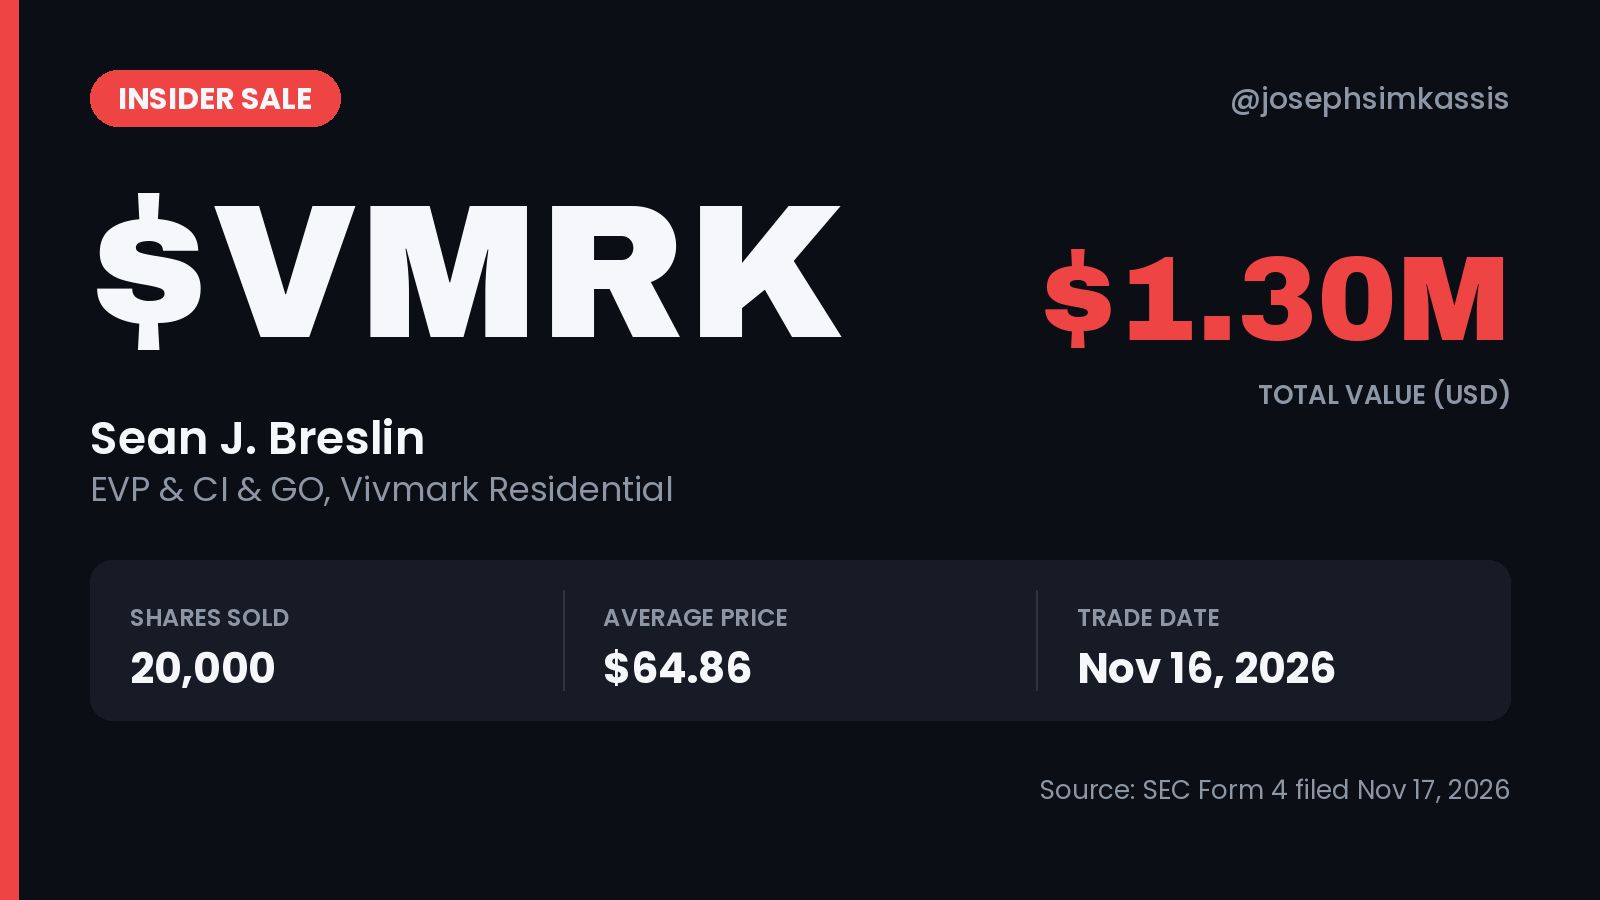 INSIDER SALE
@josephsimkassis
$VMRK
$1.30M
TOTAL VALUE (USD)
Sean J. Breslin
EVP & CI & GO, Vivmark Residential
SHARES SOLD
20,000
AVERAGE PRICE
$64.86
TRADE DATE
Nov 16, 2026
Source: SEC Form 4 filed Nov 17, 2026